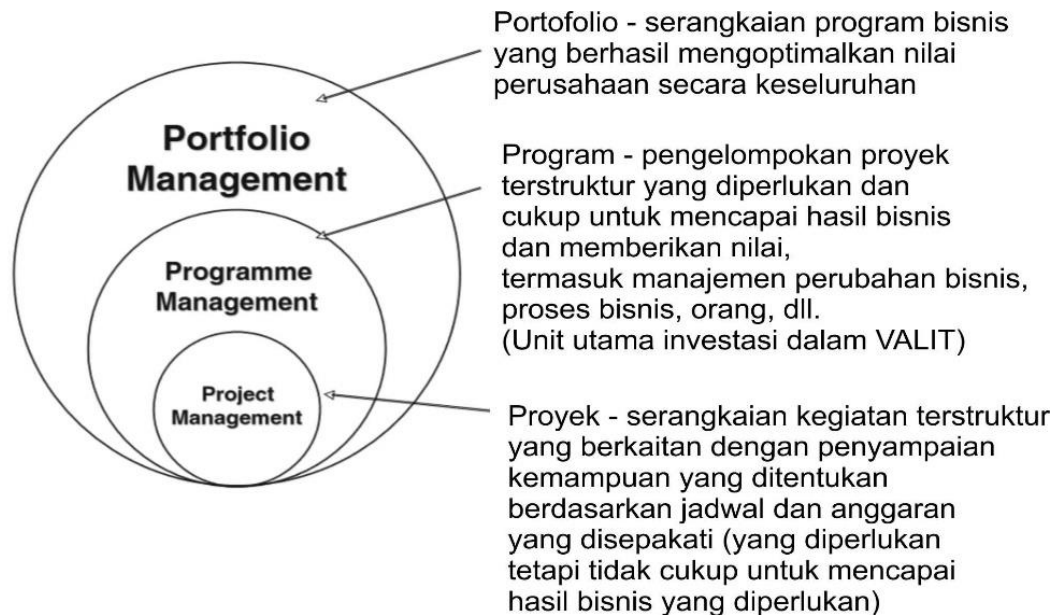 Portofolio - serangkaian program bisnis
yang berhasil mengoptimalkan nilai
perusahaan secara keseluruhan
Portfolio
Management
Program - pengelompokan proyek
terstruktur yang diperlukan dan
cukup untuk mencapai hasil bisnis
dan memberikan nilai,
termasuk manajemen perubahan bisnis,
proses bisnis, orang, dll.
(Unit utama investasi dalam VALIT)
Programme
Management
Project
Management
Proyek - serangkaian kegiatan terstruktur
yang berkaitan dengan penyampaian
kemampuan yang ditentukan
berdasarkan jadwal dan anggaran
yang disepakati (yang diperlukan
tetapi tidak cukup untuk mencapai
hasil bisnis yang diperlukan)